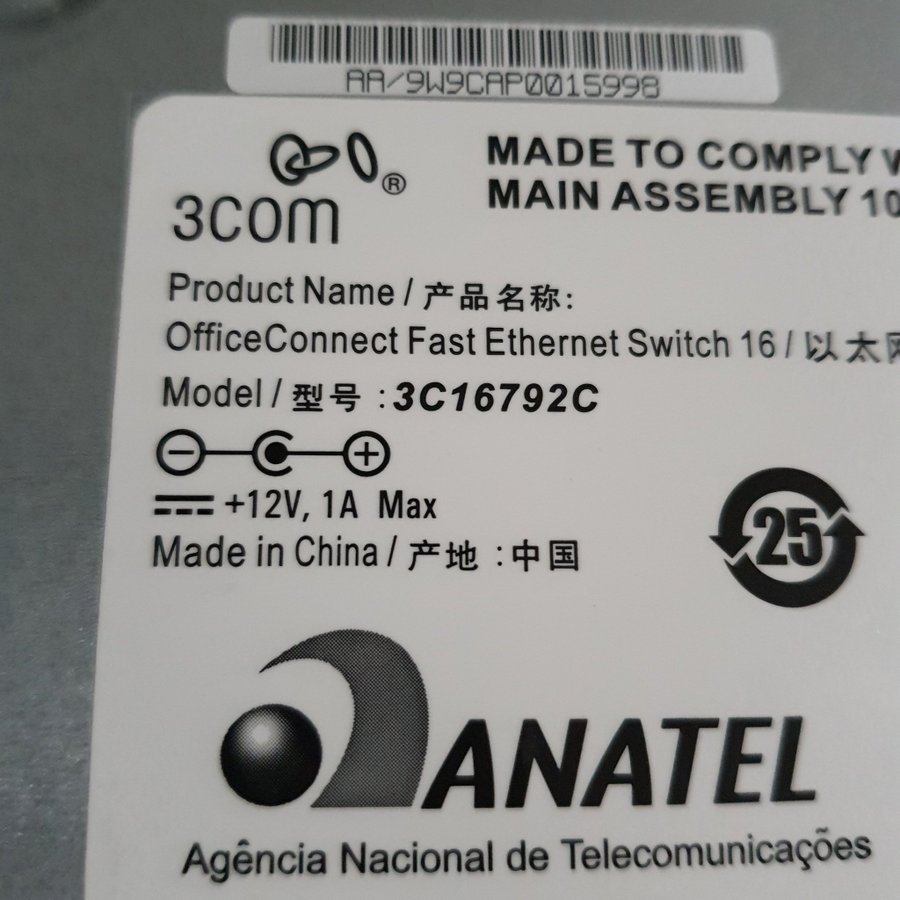 AA/9W9CAP0015998
3COM®
MADE TO COMPLY
MAIN ASSEMBLY 10
Product Name / 产品名称:
OfficeConnect Fast Ethernet Switch 16 / 以太网
Model / 型号 : 3C16792C
+12V, 1A Max
Made in China / 产地 : 中国
25
ANATEL
Agência Nacional de Telecomunicações